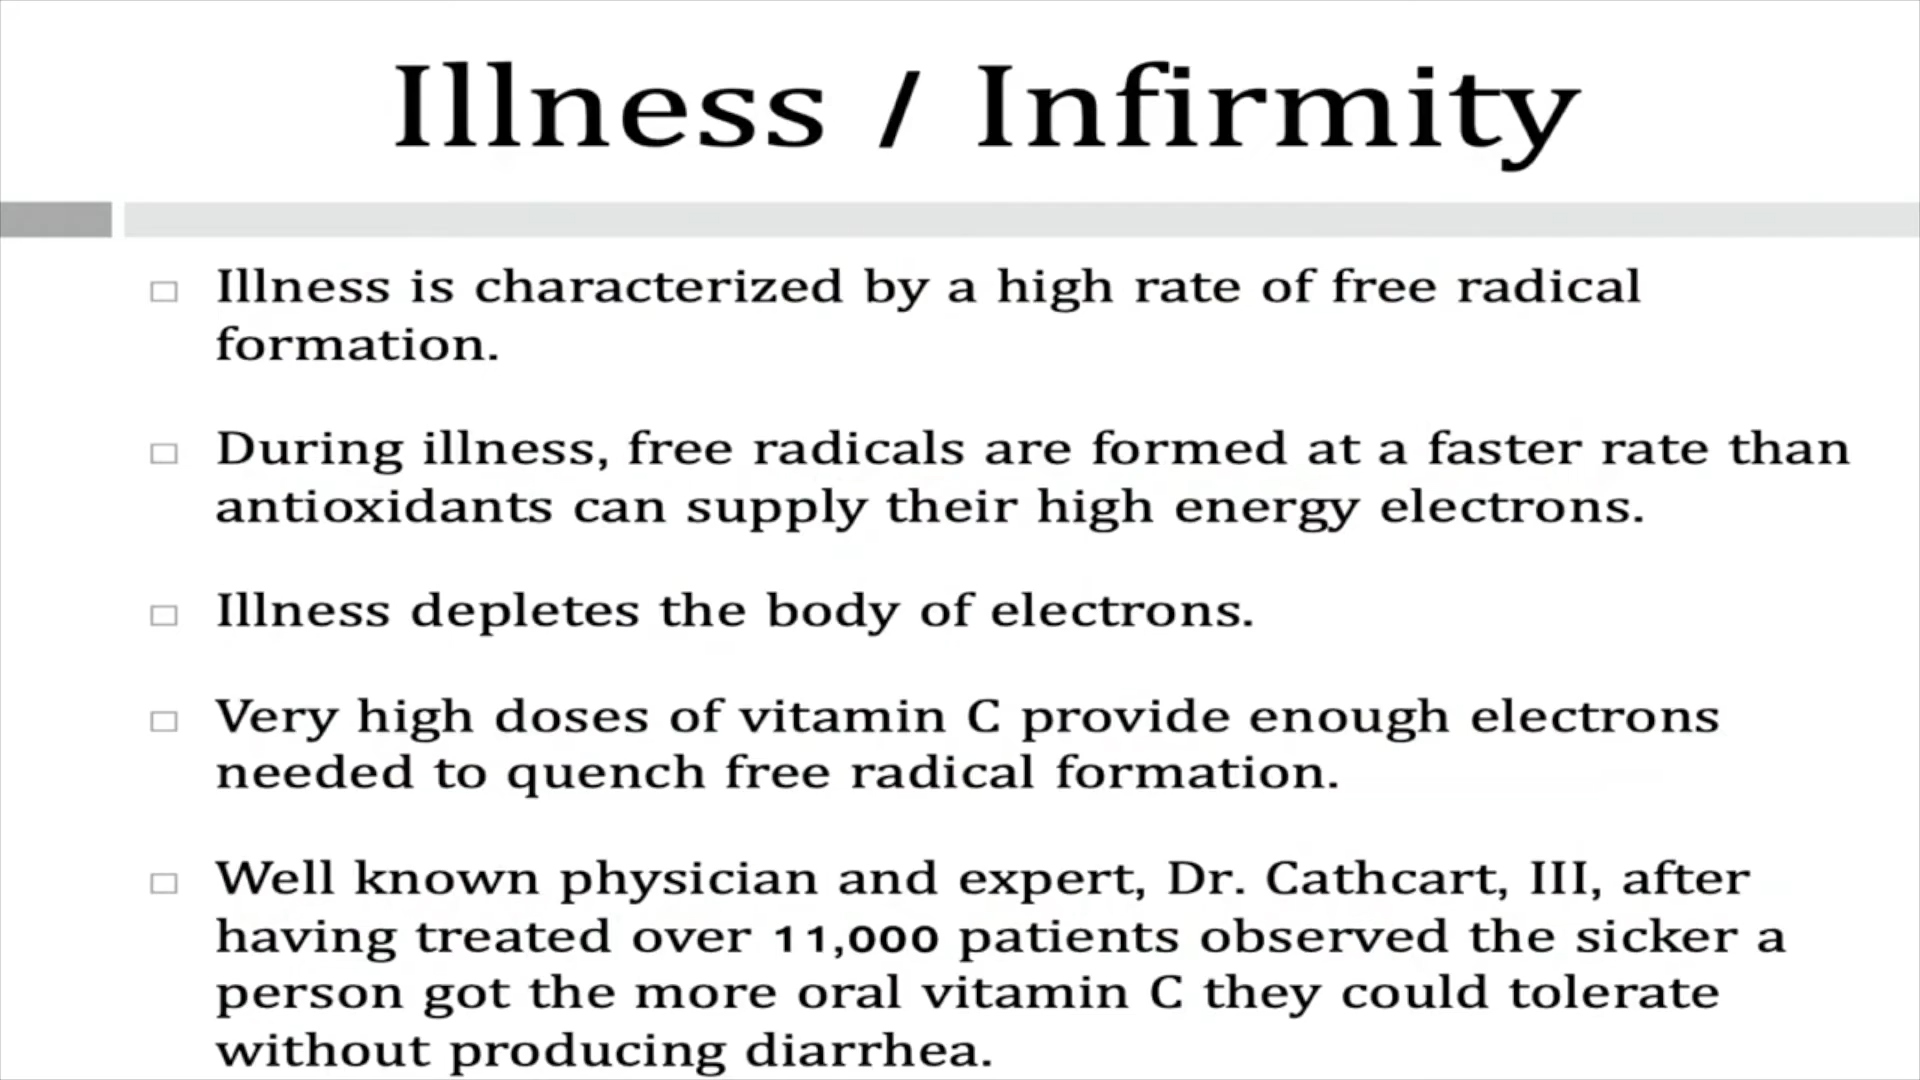 Illness / Infirmity
Illness is characterized by a high rate of free radical
formation.
During illness, free radicals are formed at a faster rate than
antioxidants can supply their high energy electrons.
Illness depletes the body of electrons.
Very high doses of vitamin C provide enough electrons
needed to quench free radical formation.
Well known physician and expert, Dr. Cathcart, III, after
having treated over 11,000 patients observed the sicker a
person got the more oral vitamin C they could tolerate
without producing diarrhea.